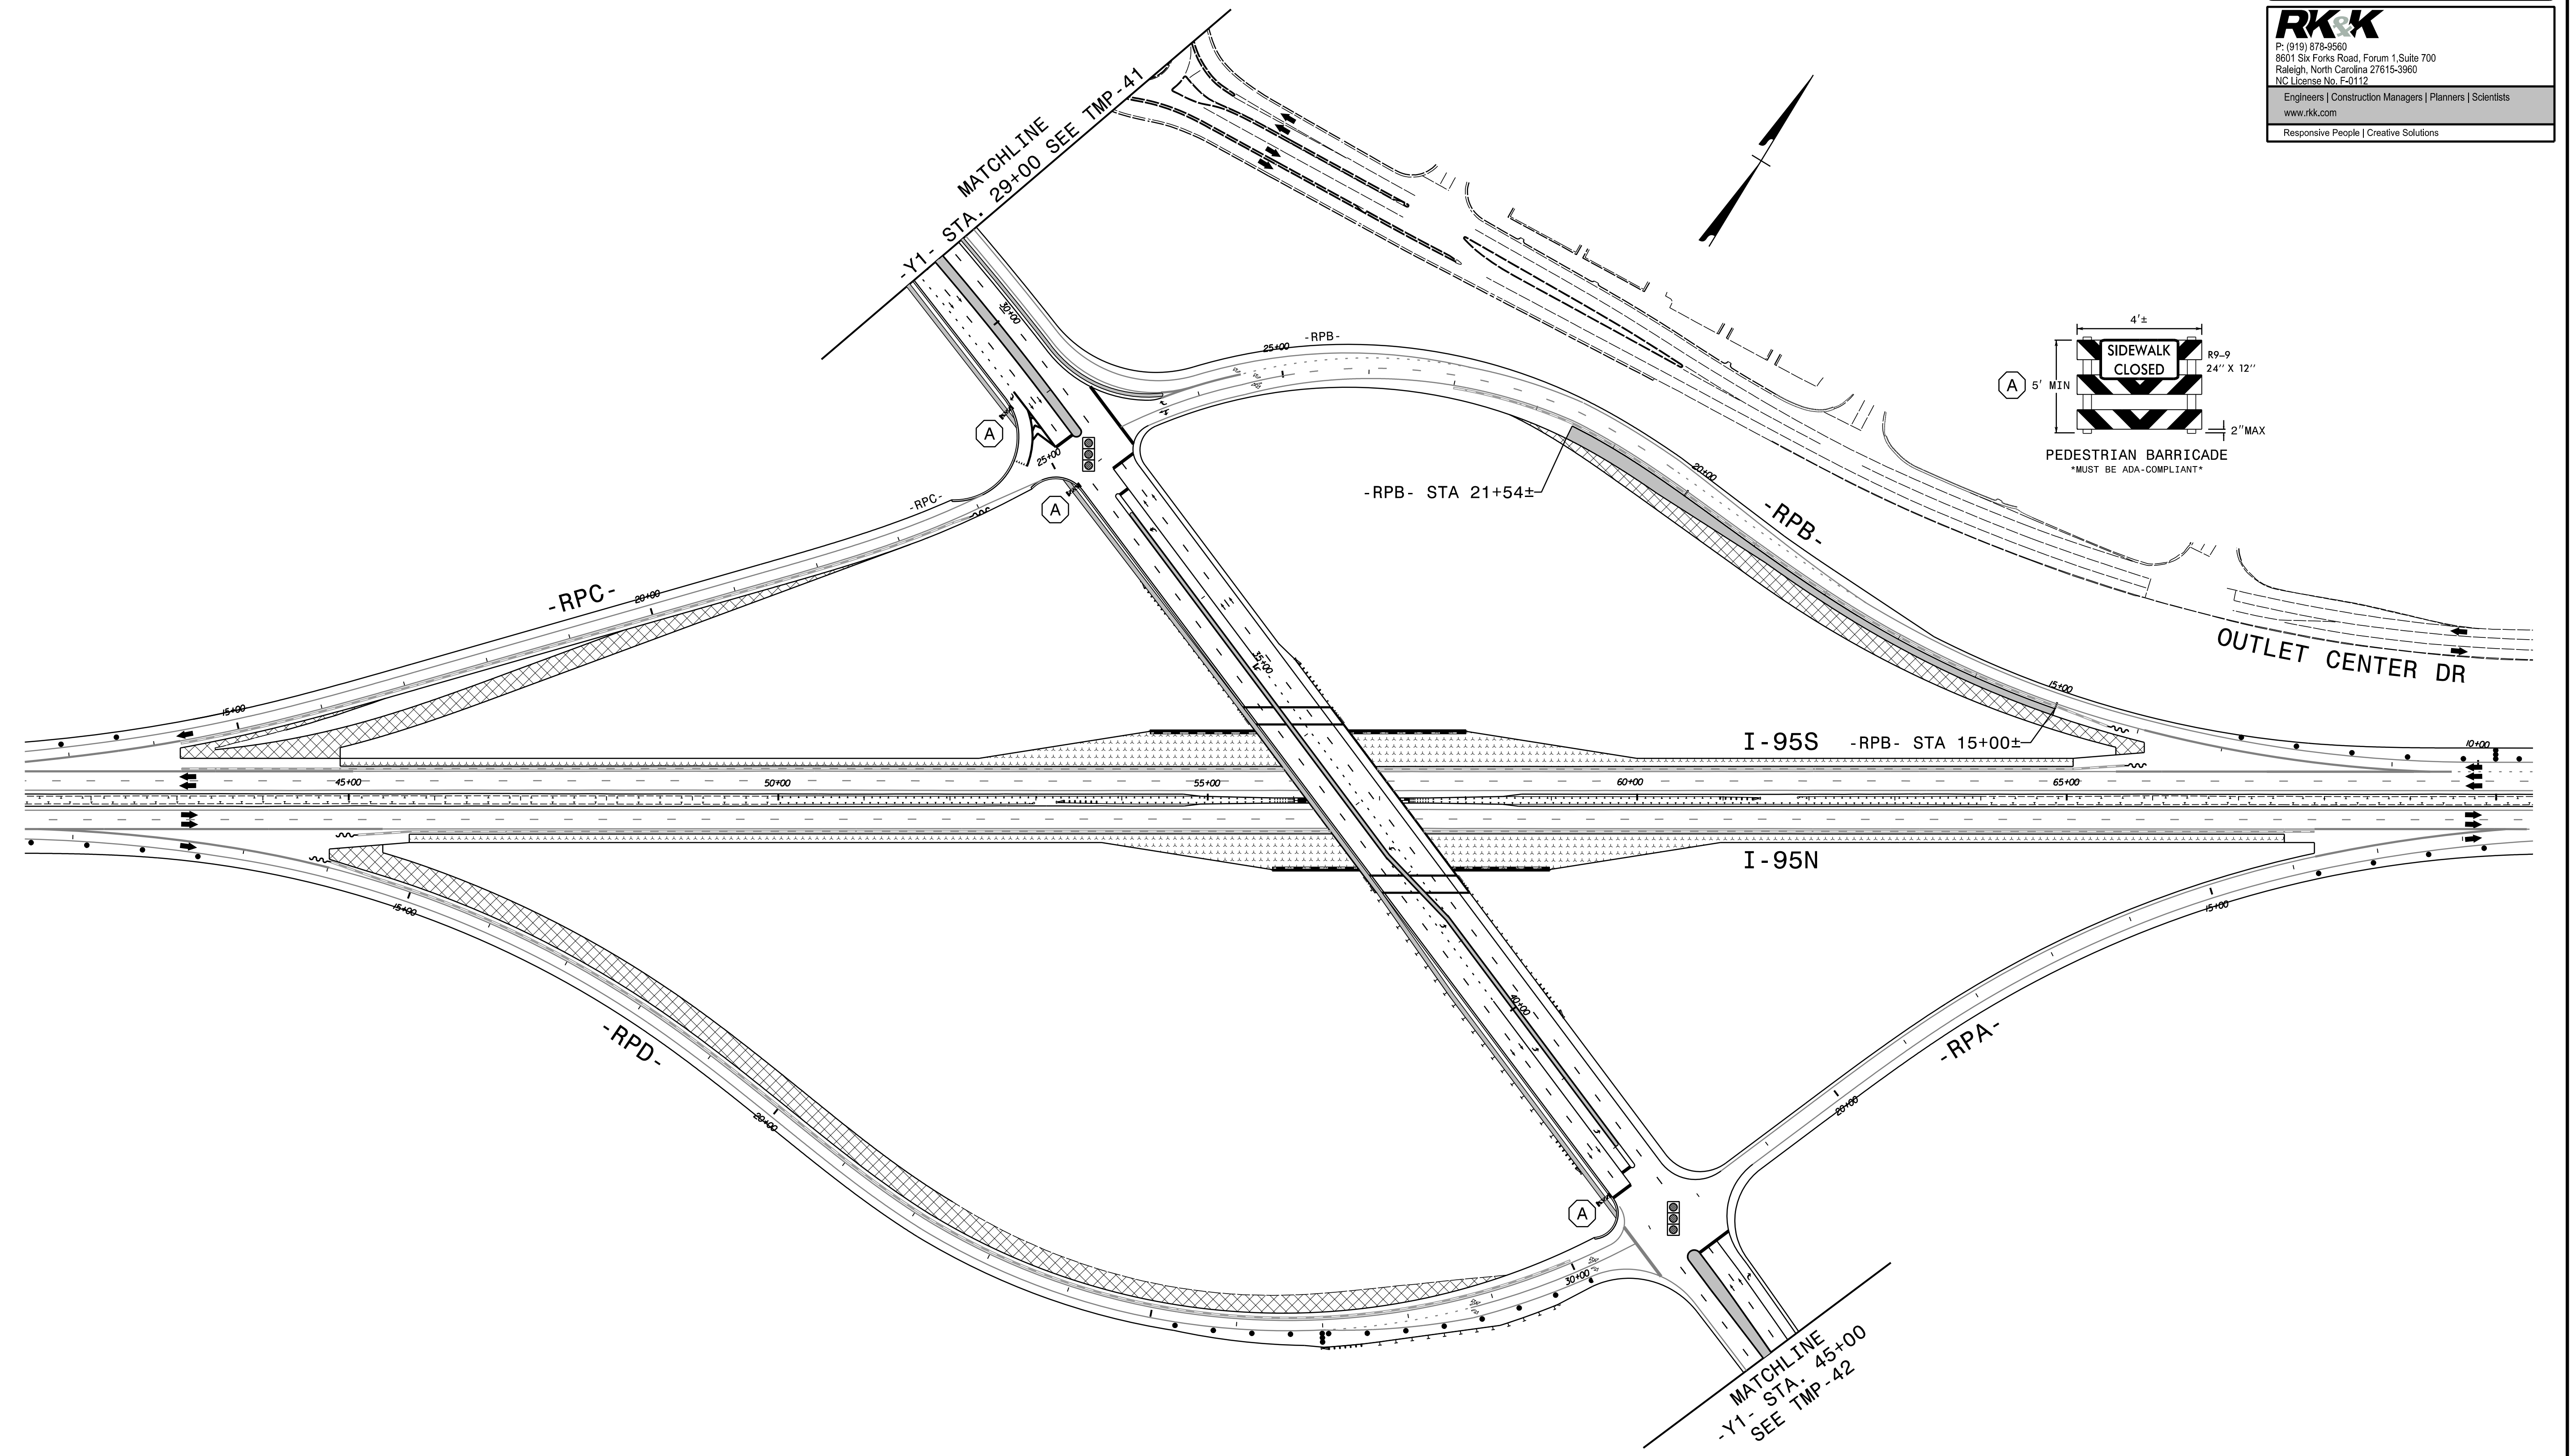 RK&K
P: (919) 878-9560
8601 Six Forks Road, Forum 1,Suite 700
Raleigh, North Carolina 27615-3960
NC License No. F-0112
Engineers | Construction Managers | Planners | Scientists
www.rkk.com
Responsive People | Creative Solutions
MATCHLINE
-Y1- STA. 29+00 SEE TMP-41
30+00
25+00
-RPB-
4'±
SIDEWALK
CLOSED
R9-9
24" X 12"
A
5' MIN
2"MAX
PEDESTRIAN BARRICADE
*MUST BE ADA-COMPLIANT*
A
25+00
-RPC-
A
-RPB- STA 21+54±
20+00
-RPB-
-RPC-
20+00
15+00
35+00
15+00
OUTLET CENTER DR
I-95S
-RPB- STA 15+00±
10+00
45+00
50+00
55+00
60+00
65+00
I-95N
15+00
15+00
-RPD-
20+00
40+00
-RPA-
20+00
A
30+00
MATCHLINE
-Y1- STA. 45+00
SEE TMP-42